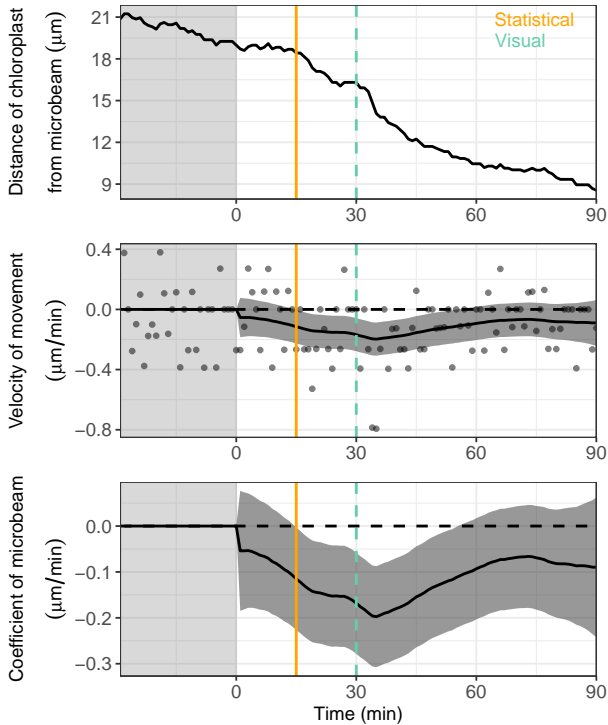 Distance of chloroplast
from microbeam (μm)
21
18
15
12
9
Statistical
Visual
0
30
60
90
Velocity of movement
(μm/min)
0.4
0.0
−0.4
−0.8
0
30
60
90
Coefficient of microbeam
(μm/min)
0.0
−0.1
−0.2
−0.3
0
30
60
90
Time (min)